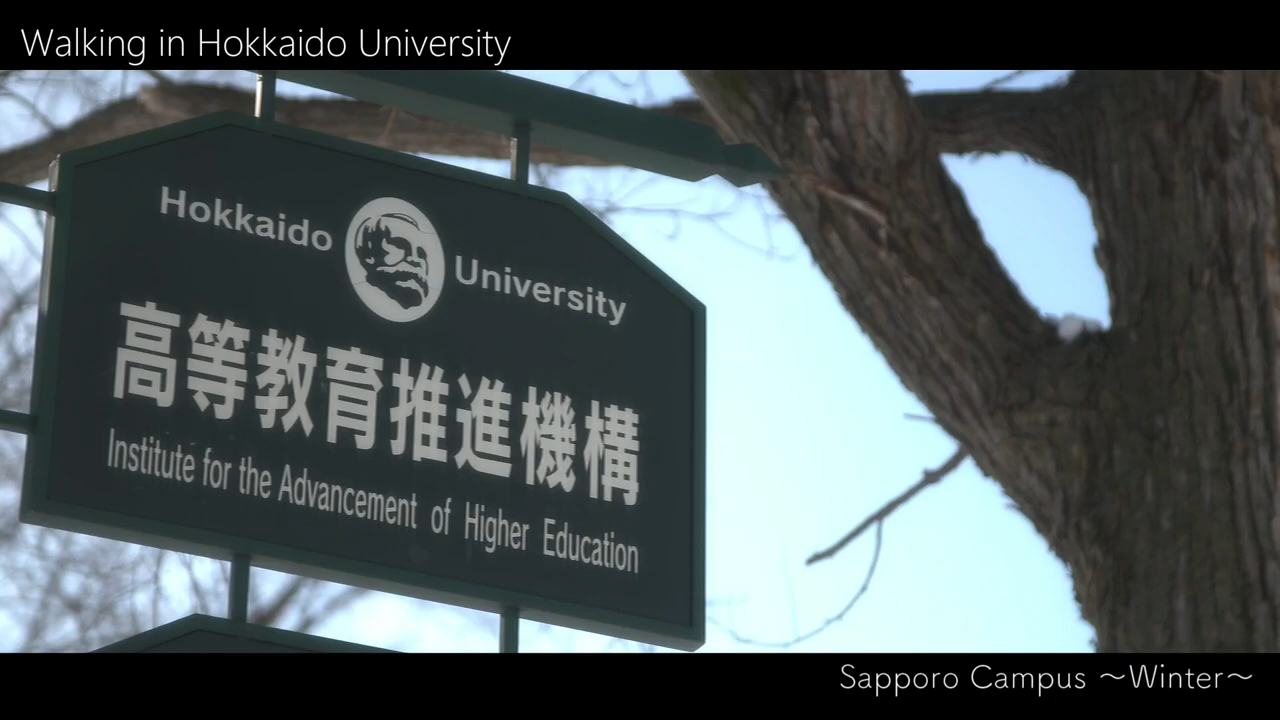 Walking in Hokkaido University
Hokkaido University
高等教育推進機構
Institute for the Advancement of Higher Education
Sapporo Campus ～Winter～